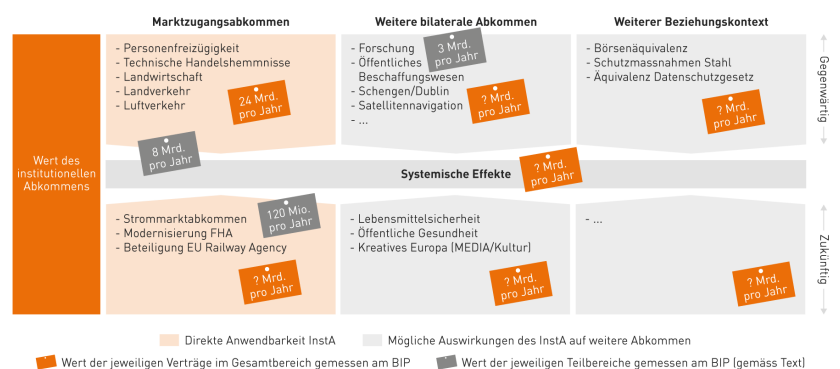 Marktzugangsabkommen
Weitere bilaterale Abkommen
Weiterer Beziehungskontext
Wert des
institutionellen
Abkommens
- Personenfreizügigkeit
- Technische Handelshemmnisse
- Landwirtschaft
- Landverkehr
- Luftverkehr
24 Mrd.
pro Jahr
8 Mrd.
pro Jahr
- Forschung
- Öffentliches
Beschaffungswesen
- Schengen/Dublin
- Satellitennavigation
- ...
3 Mrd.
pro Jahr
? Mrd.
pro Jahr
- Börsenäquivalenz
- Schutzmassnahmen Stahl
- Äquivalenz Datenschutzgesetz
? Mrd.
pro Jahr
Gegenwärtig
Systemische Effekte
? Mrd.
pro Jahr
- Strommarktabkommen
- Modernisierung FHA
- Beteiligung EU Railway Agency
120 Mio.
pro Jahr
? Mrd.
pro Jahr
- Lebensmittelsicherheit
- Öffentliche Gesundheit
- Kreatives Europa (MEDIA/Kultur)
? Mrd.
pro Jahr
- ...
? Mrd.
pro Jahr
Zukünftig
Direkte Anwendbarkeit InstA
Mögliche Auswirkungen des InstA auf weitere Abkommen
Wert der jeweiligen Verträge im Gesamtbereich gemessen am BIP
Wert der jeweiligen Teilbereiche gemessen am BIP (gemäss Text)